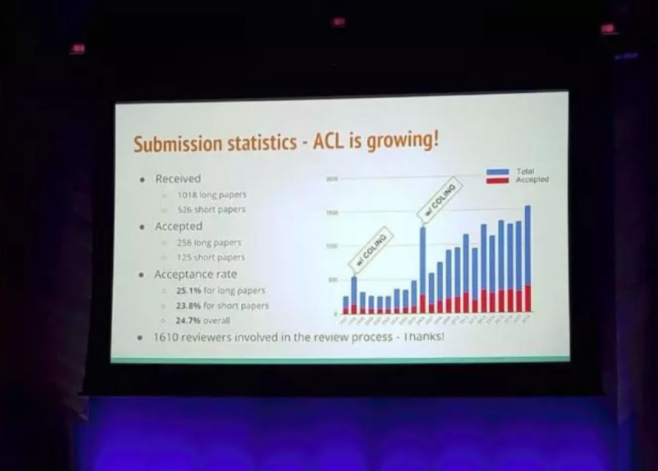 Submission statistics - ACL is growing!
Received
1018 long papers
526 short papers
Accepted
256 long papers
125 short papers
Acceptance rate
25.1% for long papers
23.8% for short papers
24.7% overall
1610 reviewers involved in the review process - Thanks!
Total
Accepted
w/ COLING
w/ COLING
2000
1500
1000
500
0